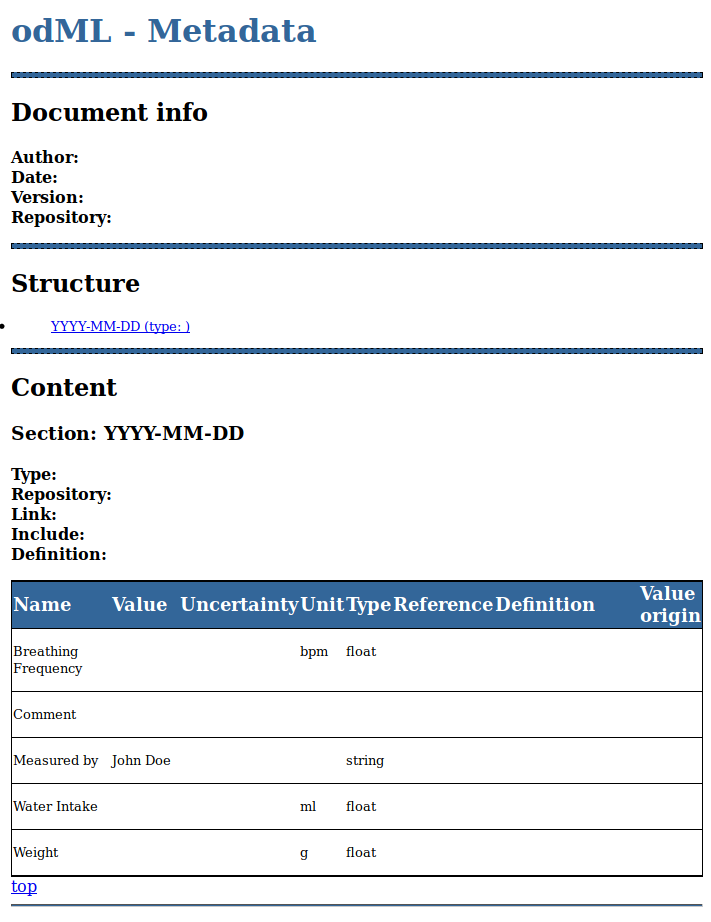 odML - Metadata
Document info
Author:
Date:
Version:
Repository:
Structure
YYYY-MM-DD (type: )
Content
Section: YYYY-MM-DD
Type:
Repository:
Link:
Include:
Definition:
Name Value Uncertainty Unit Type Reference Definition Value origin
Breathing Frequency bpm float
Comment
Measured by John Doe string
Water Intake ml float
Weight g float
top